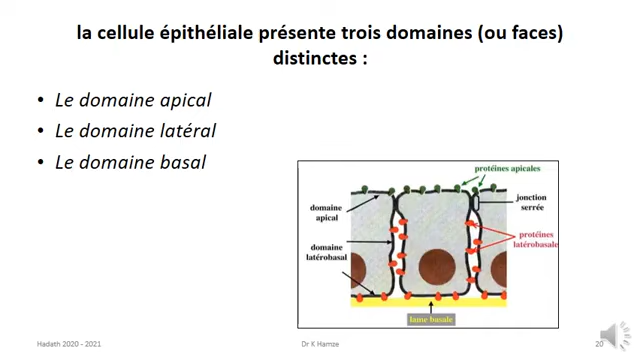 la cellule épithéliale présente trois domaines (ou faces)
distinctes :
• Le domaine apical
• Le domaine latéral
• Le domaine basal
protéines apicales
domaine
apical
jonction
serrée
domaine
latérobasal
protéines
latérobasale
lame basale
Hadath 2020 - 2021
Dr K Hamze
20